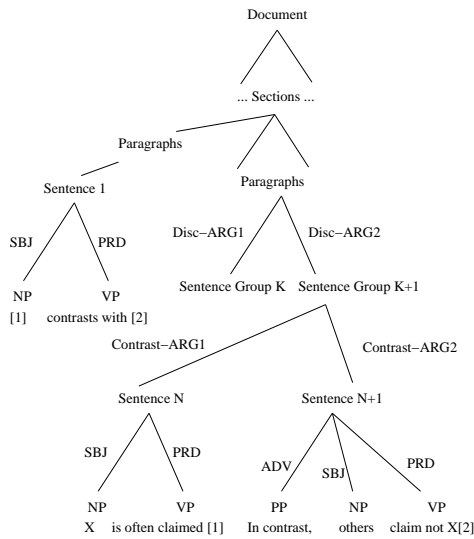 Document
... Sections ...
Paragraphs
Sentence 1
Paragraphs
SBJ PRD
Disc−ARG1 Disc−ARG2
NP VP
Sentence Group K Sentence Group K+1
[1] contrasts with [2]
Contrast−ARG1 Contrast−ARG2
Sentence N Sentence N+1
SBJ PRD ADV SBJ PRD
NP VP PP NP VP
X is often claimed [1] In contrast, others claim not X[2]